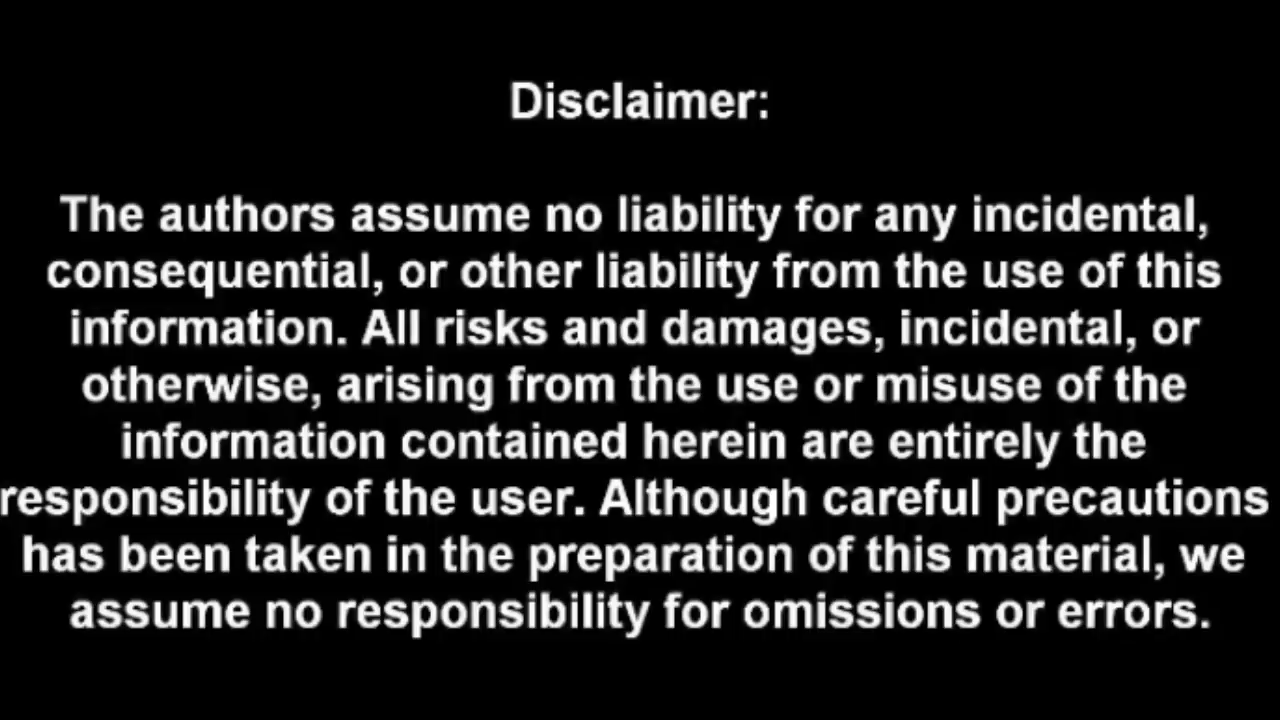 Disclaimer:
The authors assume no liability for any incidental,
consequential, or other liability from the use of this
information. All risks and damages, incidental, or
otherwise, arising from the use or misuse of the
information contained herein are entirely the
responsibility of the user. Although careful precautions
has been taken in the preparation of this material, we
assume no responsibility for omissions or errors.